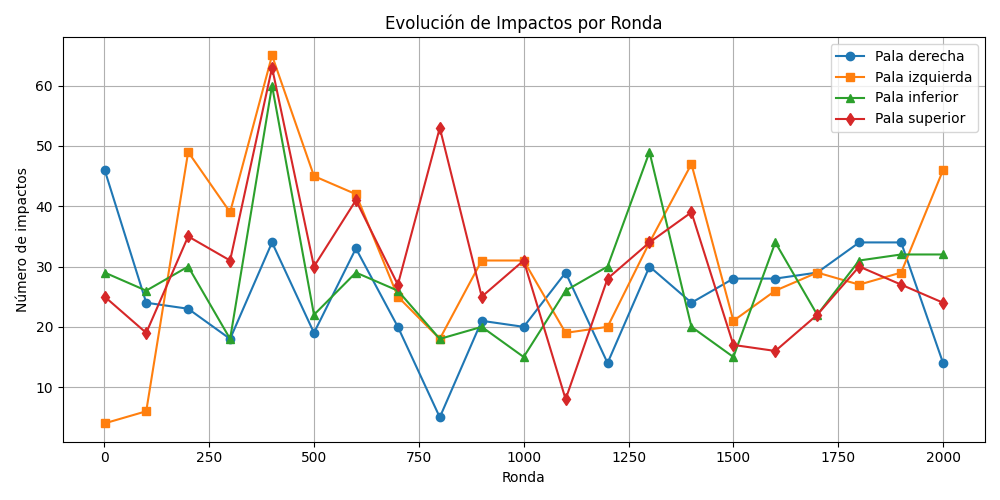 Evolución de Impactos por Ronda
Pala derecha
Pala izquierda
Pala inferior
Pala superior
Número de impactos
60
50
40
30
20
10
0 250 500 750 1000 1250 1500 1750 2000
Ronda